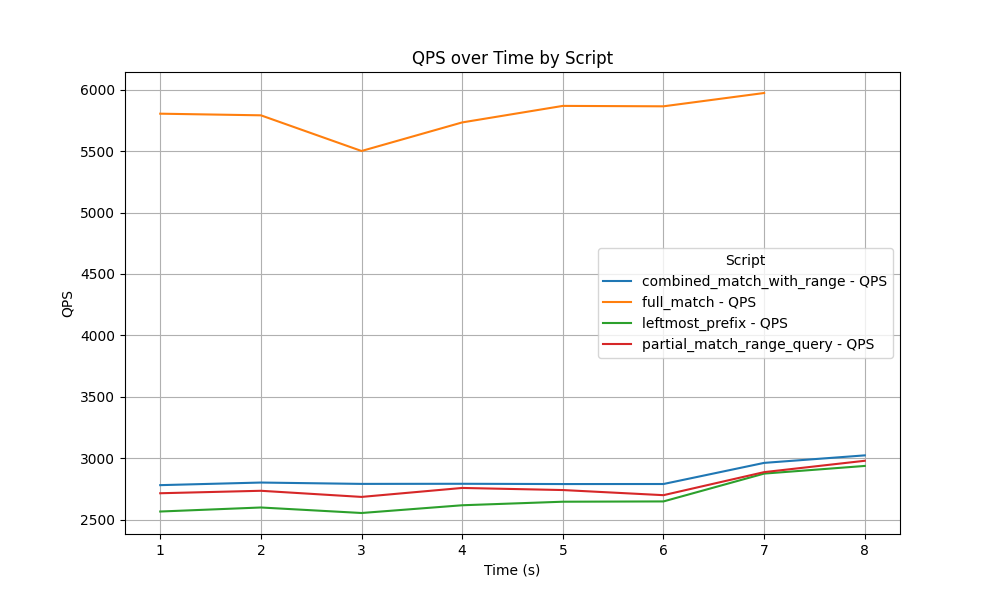 QPS over Time by Script
6000
5500
5000
4500
4000
3500
3000
2500
QPS
Script
combined_match_with_range - QPS
full_match - QPS
leftmost_prefix - QPS
partial_match_range_query - QPS
1 2 3 4 5 6 7 8
Time (s)